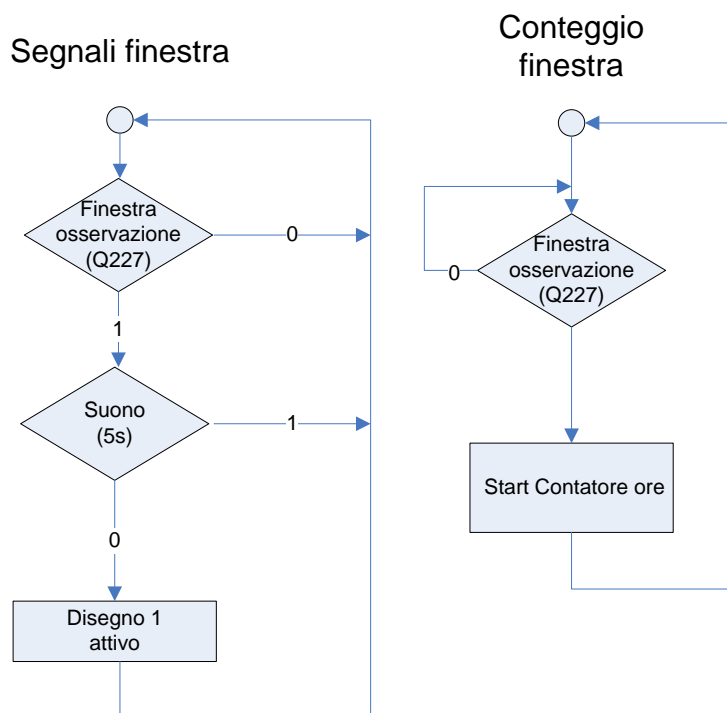 Segnali finestra
Finestra
osservazione
(Q227)
0
1
Suono
(5s)
1
0
Disegno 1
attivo
Conteggio
finestra
Finestra
osservazione
(Q227)
0
Start Contatore ore